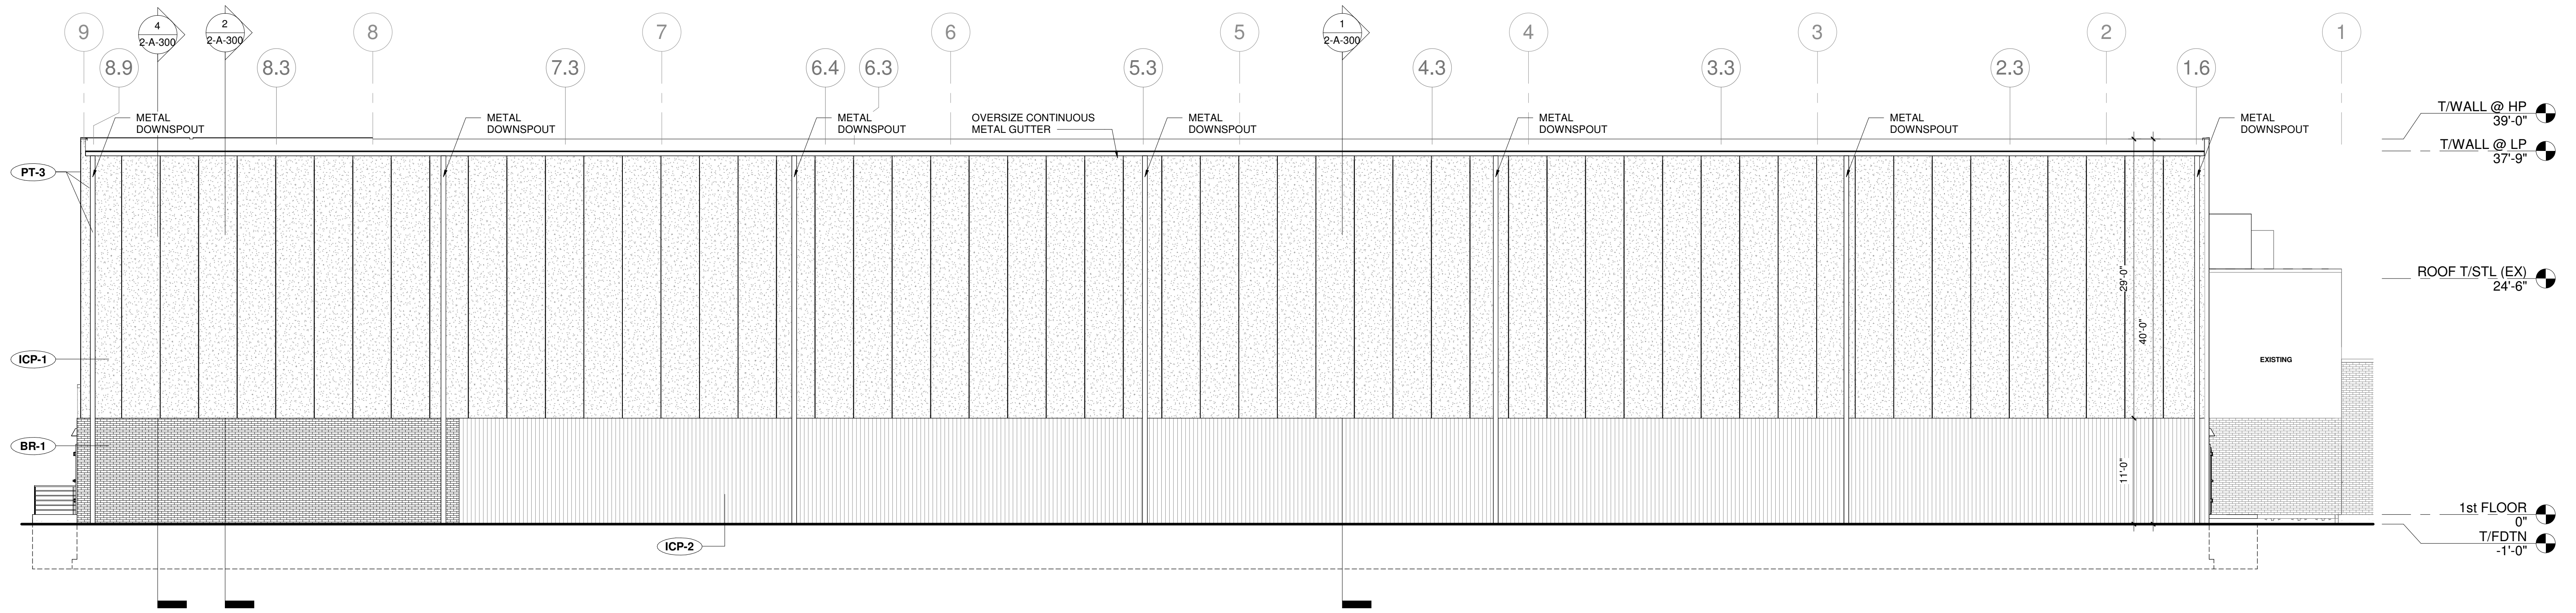 9
4
2-A-300
2
2-A-300
8
7
6
5
1
2-A-300
4
3
2
1
8.9
8.3
7.3
6.4
6.3
5.3
4.3
3.3
2.3
1.6
METAL
DOWNSPOUT
METAL
DOWNSPOUT
METAL
DOWNSPOUT
OVERSIZE CONTINUOUS
METAL GUTTER
METAL
DOWNSPOUT
METAL
DOWNSPOUT
METAL
DOWNSPOUT
METAL
DOWNSPOUT
T/WALL @ HP
39'-0"
T/WALL @ LP
37'-9"
PT-3
ROOF T/STL (EX)
24'-6"
29'-0"
40'-0"
ICP-1
EXISTING
BR-1
11'-0"
1st FLOOR
0"
T/FDTN
-1'-0"
ICP-2